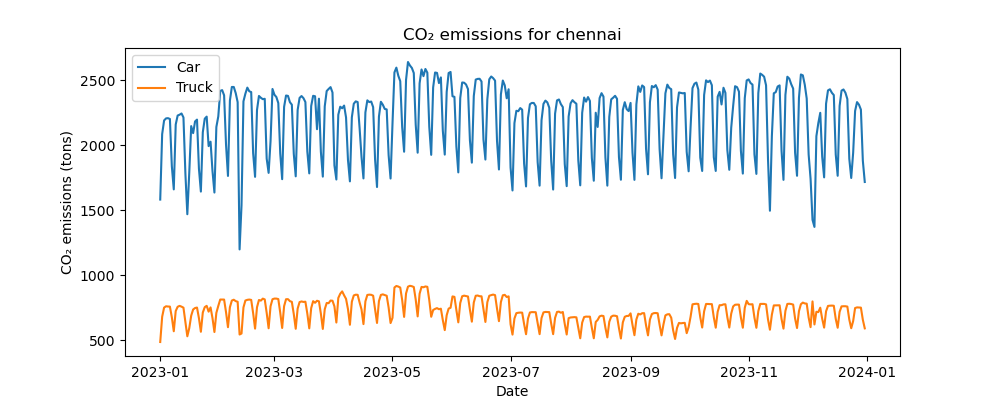 CO₂ emissions for chennai
Car
Truck
CO₂ emissions (tons)
2500
2000
1500
1000
500
2023-01
2023-03
2023-05
2023-07
2023-09
2023-11
2024-01
Date